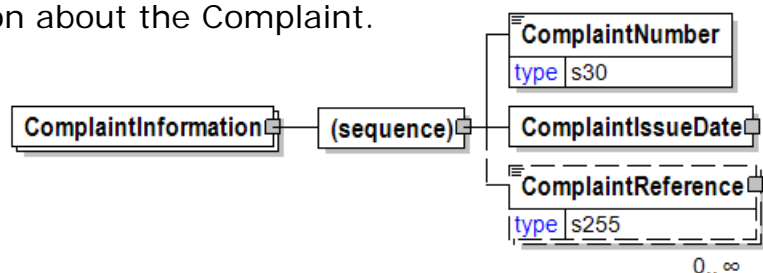 on about the Complaint.
ComplaintNumber
type s30
ComplaintInformation
(sequence)
ComplaintIssueDate
ComplaintReference
type s255
0.. ∞